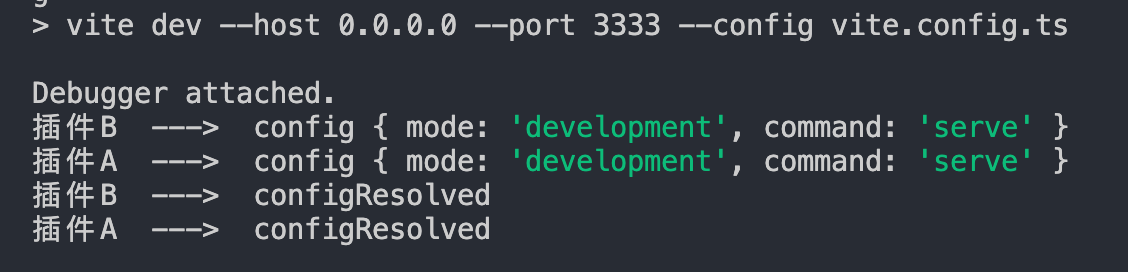 > vite dev --host 0.0.0.0 --port 3333 --config vite.config.ts
Debugger attached.
插件B ---> config { mode: 'development', command: 'serve' }
插件A ---> config { mode: 'development', command: 'serve' }
插件B ---> configResolved
插件A ---> configResolved